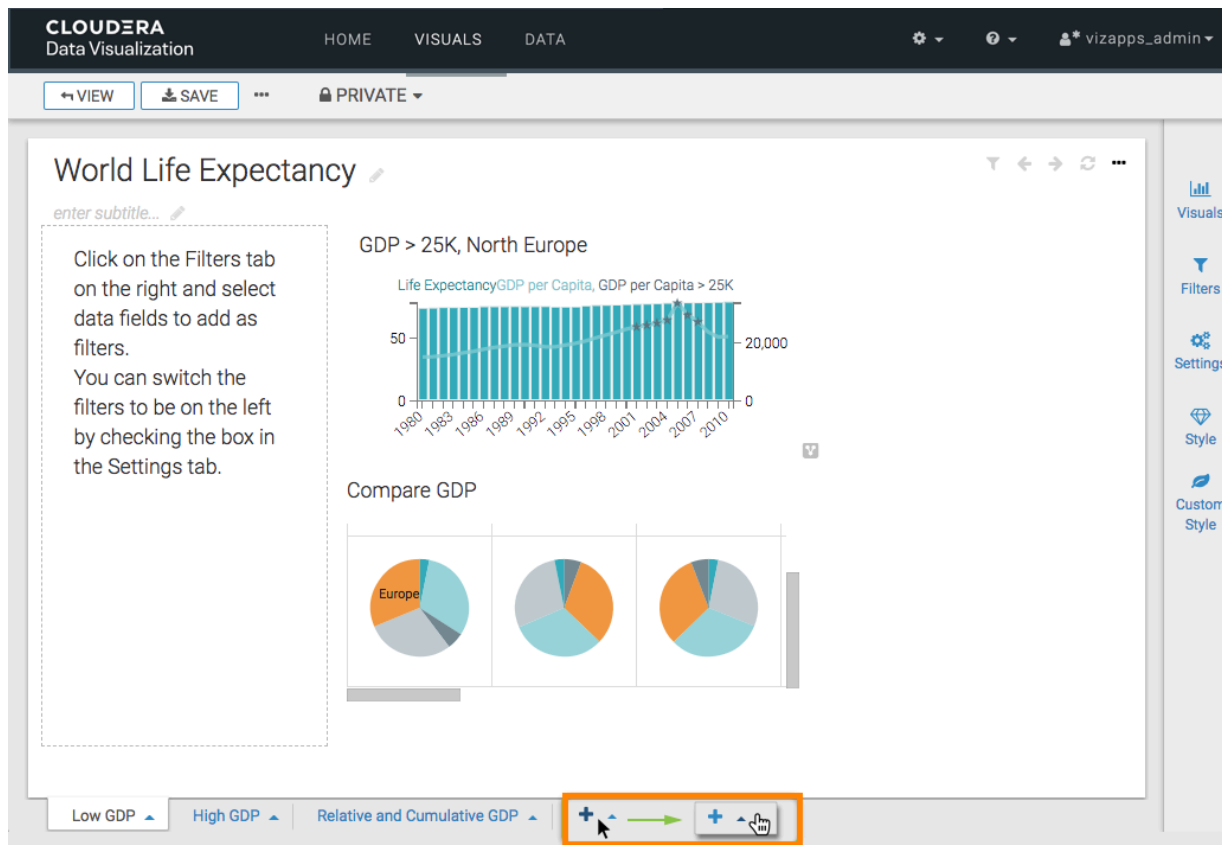 CLOUDERA
Data Visualization
HOME VISUALS DATA
vizapps_admin
VIEW SAVE PRIVATE
World Life Expectancy
enter subtitle...
Click on the Filters tab
on the right and select
data fields to add as
filters.
You can switch the
filters to be on the left
by checking the box in
the Settings tab.
GDP > 25K, North Europe
Life ExpectancyGDP per Capita, GDP per Capita > 25K
50
20,000
0
0
1980 1983 1986 1989 1992 1995 1998 2001 2004 2007 2010
Compare GDP
Europe
Visuals
Filters
Settings
Style
Custom
Style
Low GDP High GDP Relative and Cumulative GDP